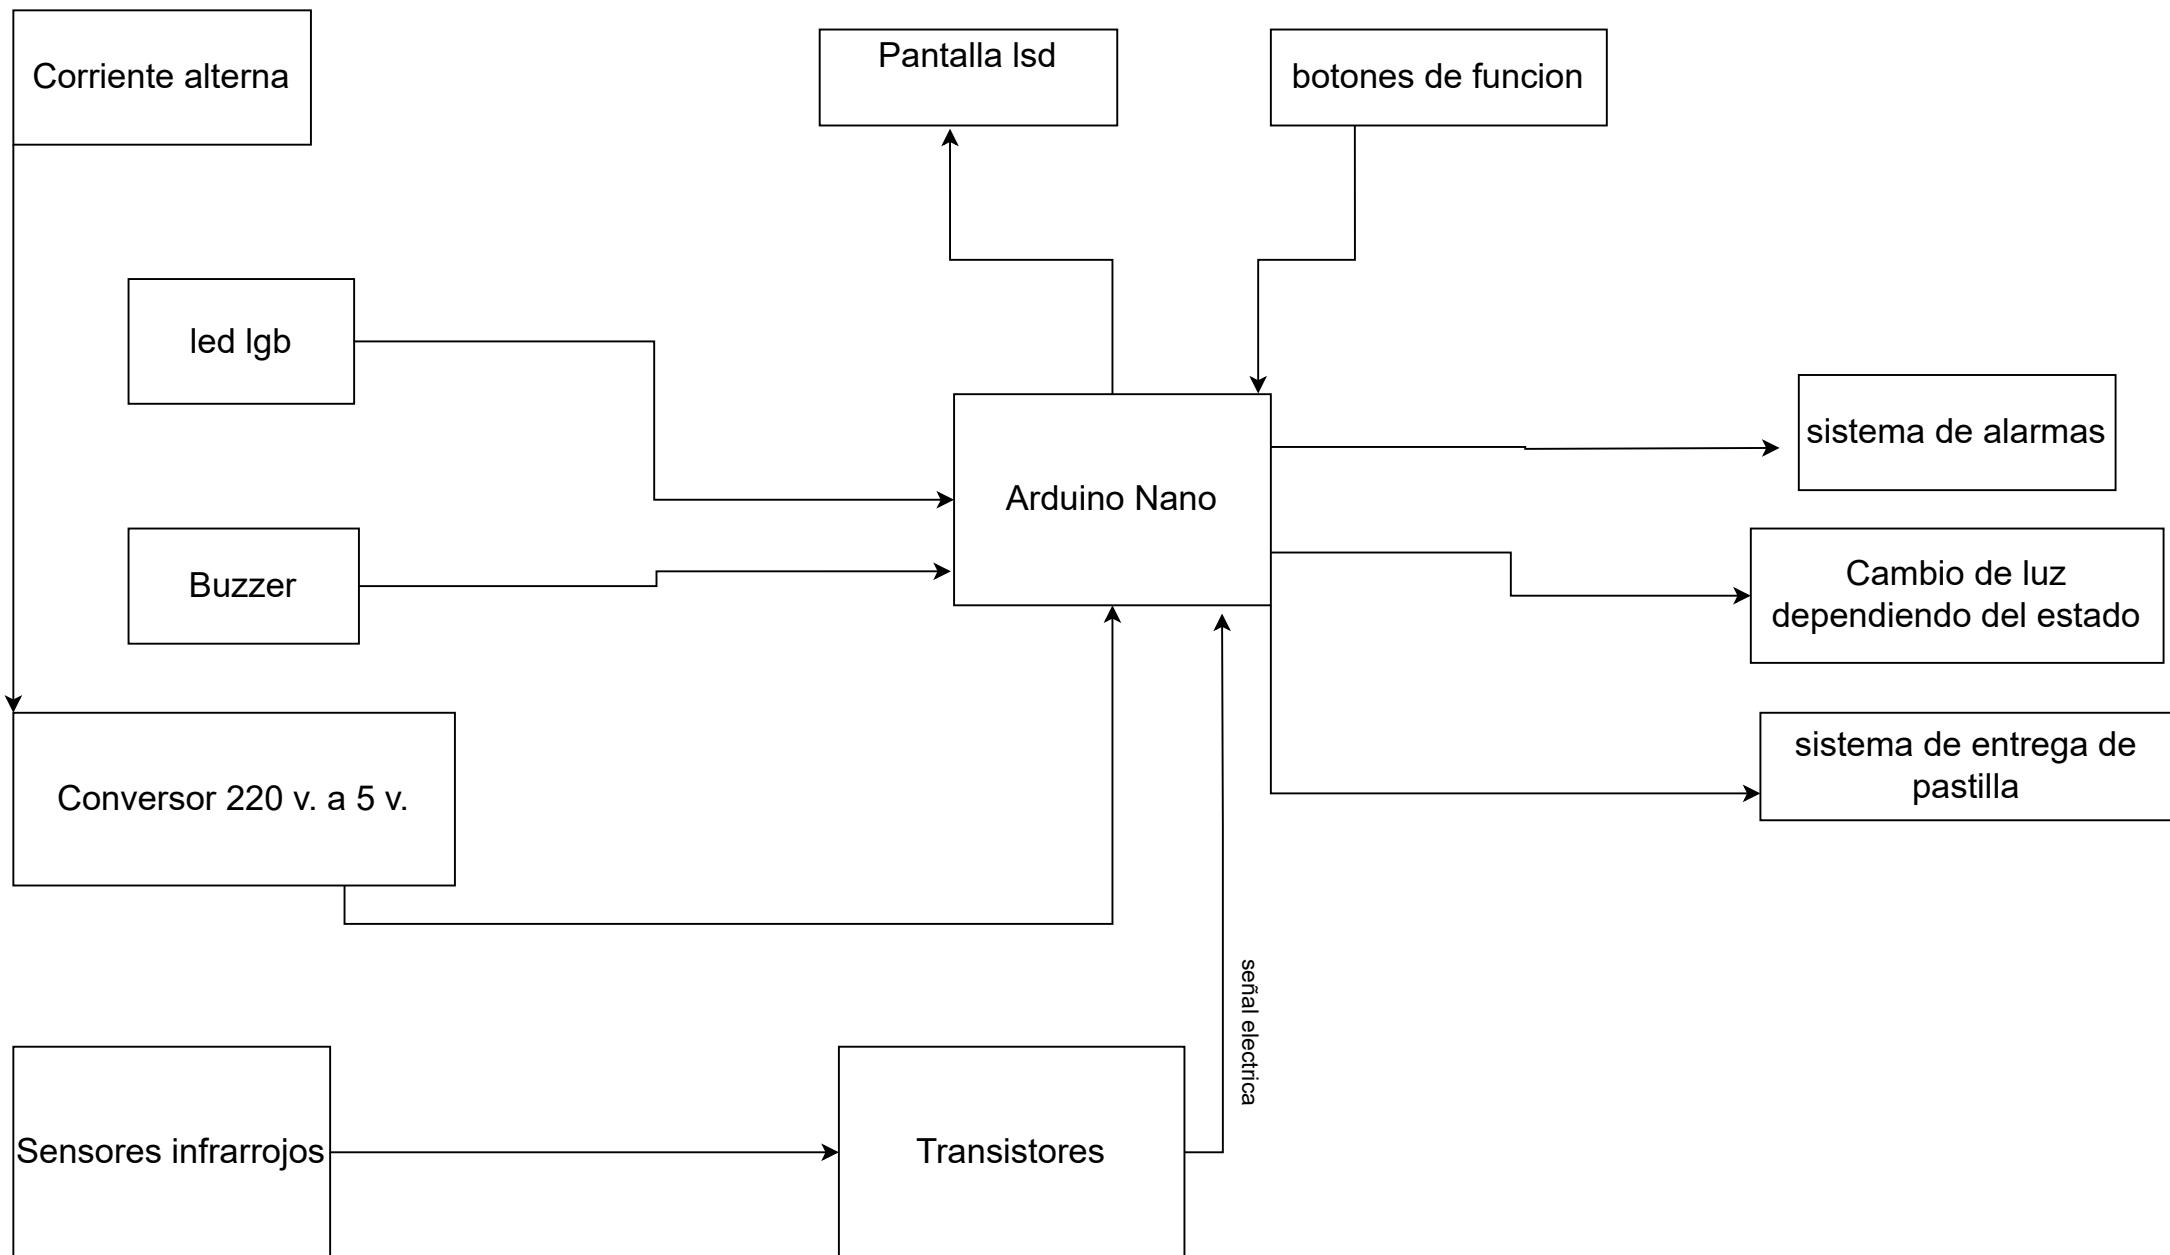 Corriente alterna
Pantalla lsd
botones de funcion
led lgb
sistema de alarmas
Arduino Nano
Buzzer
Cambio de luz
dependiendo del estado
sistema de entrega de
pastilla
Conversor 220 v. a 5 v.
señal electrica
Sensores infrarrojos
Transistores